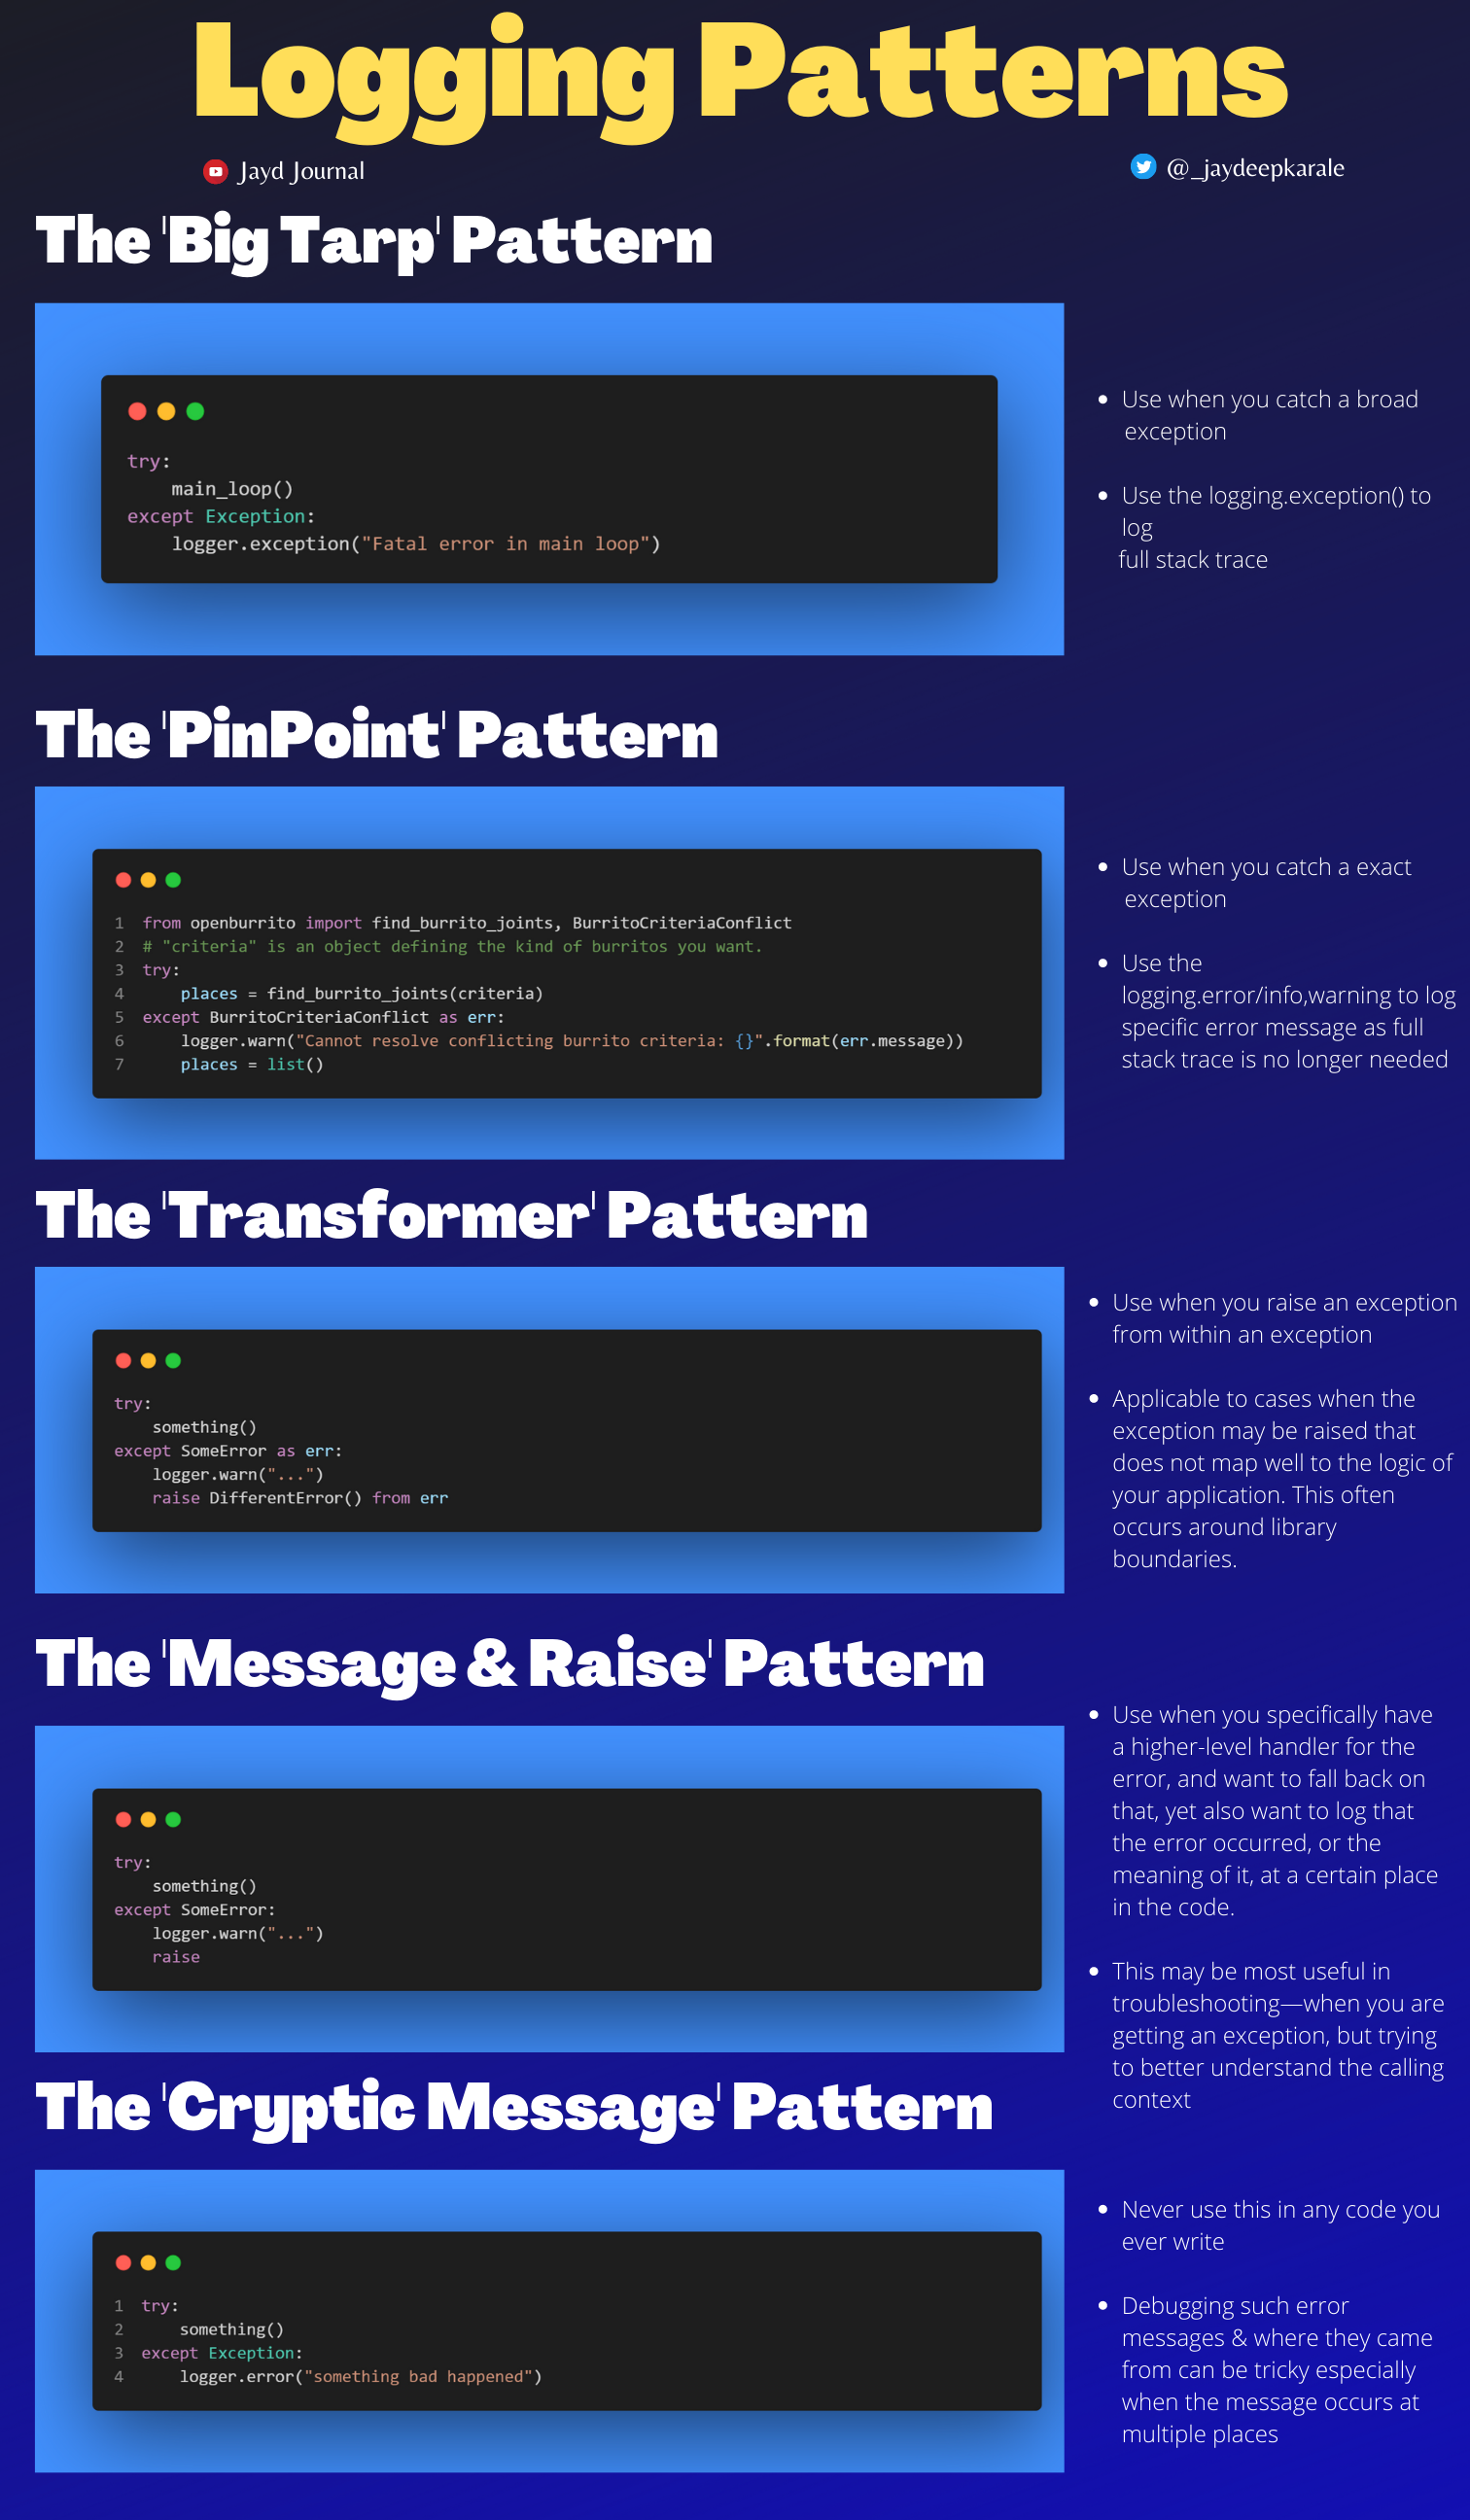 Logging Patterns
Jayd Journal
@_jaydeepkarale
The 'Big Tarp' Pattern
try:
    main_loop()
except Exception:
    logger.exception("Fatal error in main loop")
• Use when you catch a broad
exception
• Use the logging.exception() to
log
full stack trace
The 'PinPoint' Pattern
1 from openburrito import find_burrito_joints, BurritoCriteriaConflict
2 # "criteria" is an object defining the kind of burritos you want.
3 try:
4     places = find_burrito_joints(criteria)
5 except BurritoCriteriaConflict as err:
6     logger.warn("Cannot resolve conflicting burrito criteria: {}".format(err.message))
7     places = list()
• Use when you catch a exact
exception
• Use the
logging.error/info,warning to log
specific error message as full
stack trace is no longer needed
The 'Transformer' Pattern
try:
    something()
except SomeError as err:
    logger.warn("...")
    raise DifferentError() from err
• Use when you raise an exception
from within an exception
• Applicable to cases when the
exception may be raised that
does not map well to the logic of
your application. This often
occurs around library
boundaries.
The 'Message & Raise' Pattern
try:
    something()
except SomeError:
    logger.warn("...")
    raise
• Use when you specifically have
a higher-level handler for the
error, and want to fall back on
that, yet also want to log that
the error occurred, or the
meaning of it, at a certain place
in the code.
• This may be most useful in
troubleshooting—when you are
getting an exception, but trying
to better understand the calling
context
The 'Cryptic Message' Pattern
1 try:
2     something()
3 except Exception:
4     logger.error("something bad happened")
• Never use this in any code you
ever write
• Debugging such error
messages & where they came
from can be tricky especially
when the message occurs at
multiple places